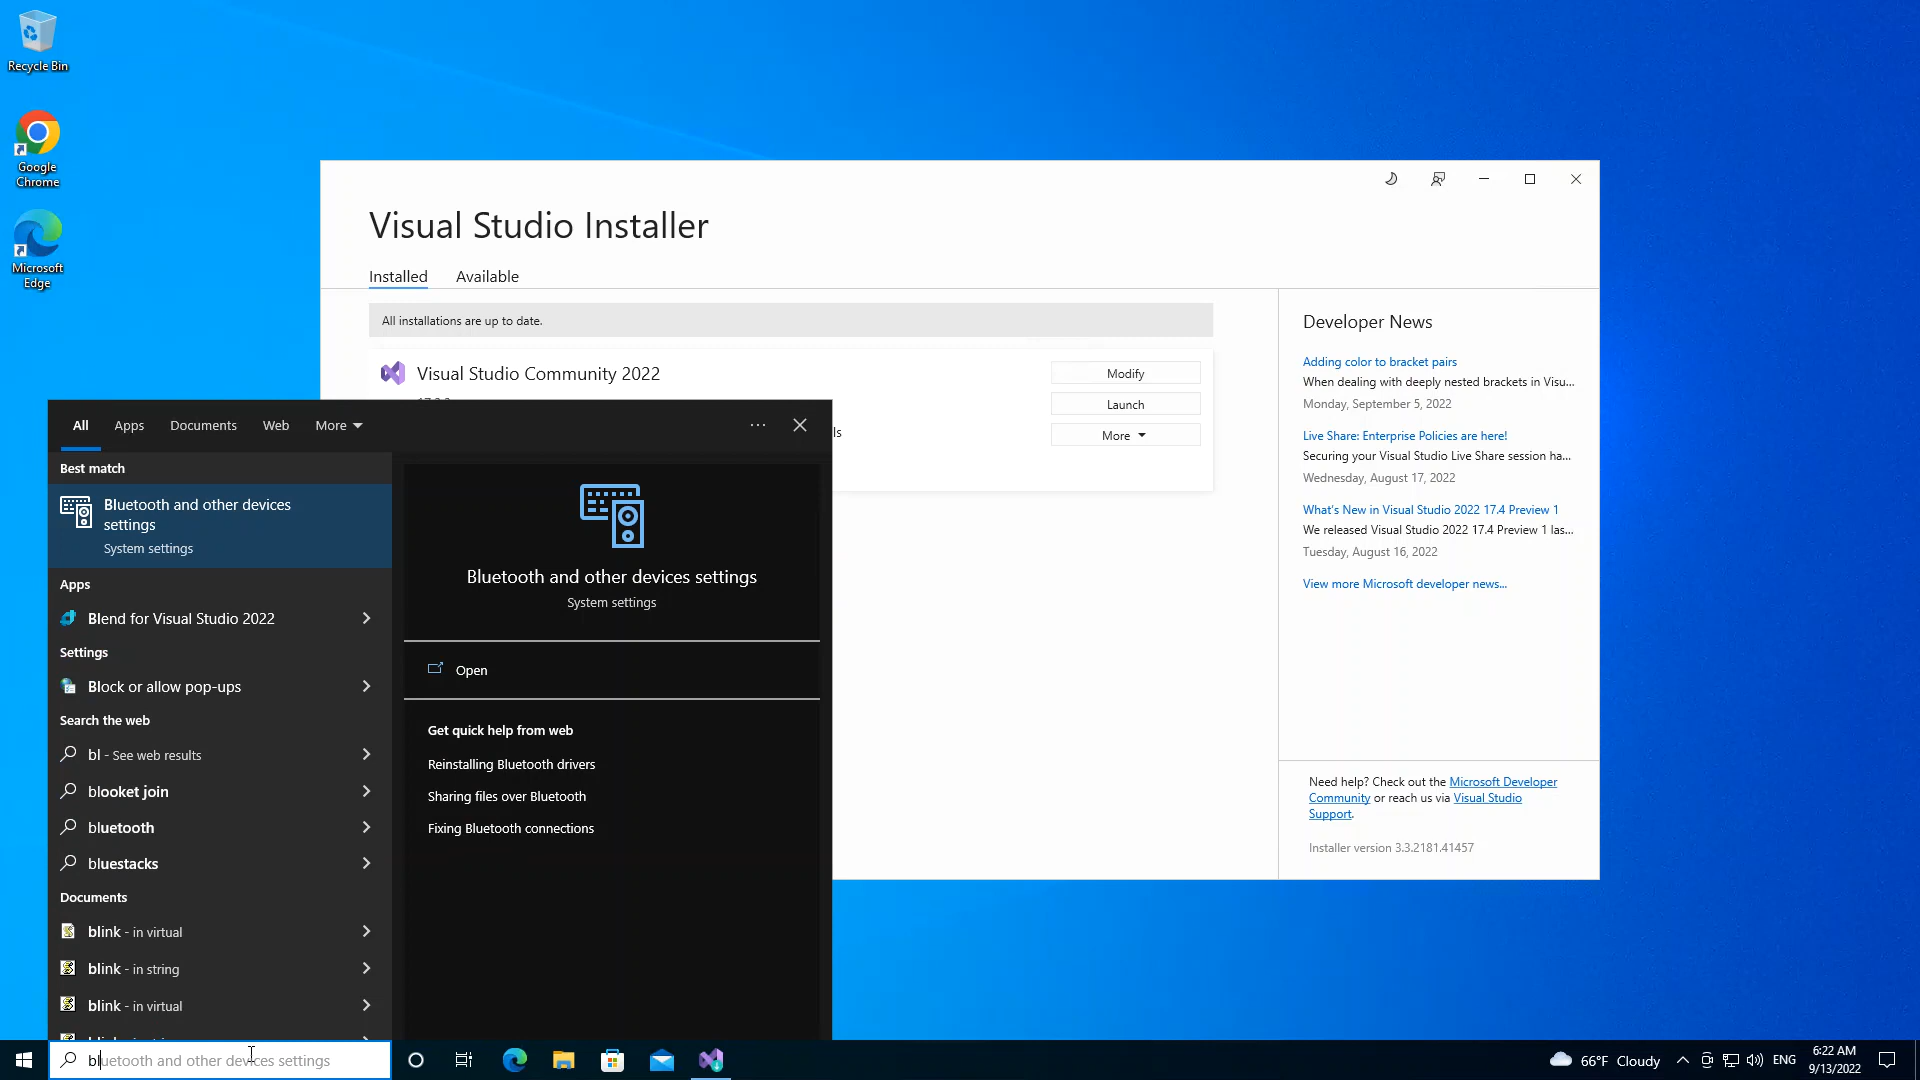 Recycle Bin
Google
Chrome
Microsoft
Edge
Visual Studio Installer
Installed
Available
All installations are up to date.
Visual Studio Community 2022
Modify
Launch
More
ls
Developer News
Adding color to bracket pairs
When dealing with deeply nested brackets in Visu...
Monday, September 5, 2022
Live Share: Enterprise Policies are here!
Securing your Visual Studio Live Share session ha...
Wednesday, August 17, 2022
What's New in Visual Studio 2022 17.4 Preview 1
We released Visual Studio 2022 17.4 Preview 1 las...
Tuesday, August 16, 2022
View more Microsoft developer news...
Need help? Check out the Microsoft Developer
Community or reach us via Visual Studio
Support.
Installer version 3.3.2181.41457
All
Apps
Documents
Web
More
Best match
Bluetooth and other devices
settings
System settings
Apps
Blend for Visual Studio 2022
Settings
Block or allow pop-ups
Search the web
bl - See web results
blooket join
bluetooth
bluestacks
Documents
blink - in virtual
blink - in string
blink - in virtual
Bluetooth and other devices settings
System settings
Open
Get quick help from web
Reinstalling Bluetooth drivers
Sharing files over Bluetooth
Fixing Bluetooth connections
bluetooth and other devices settings
66°F Cloudy
ENG
6:22 AM
9/13/2022